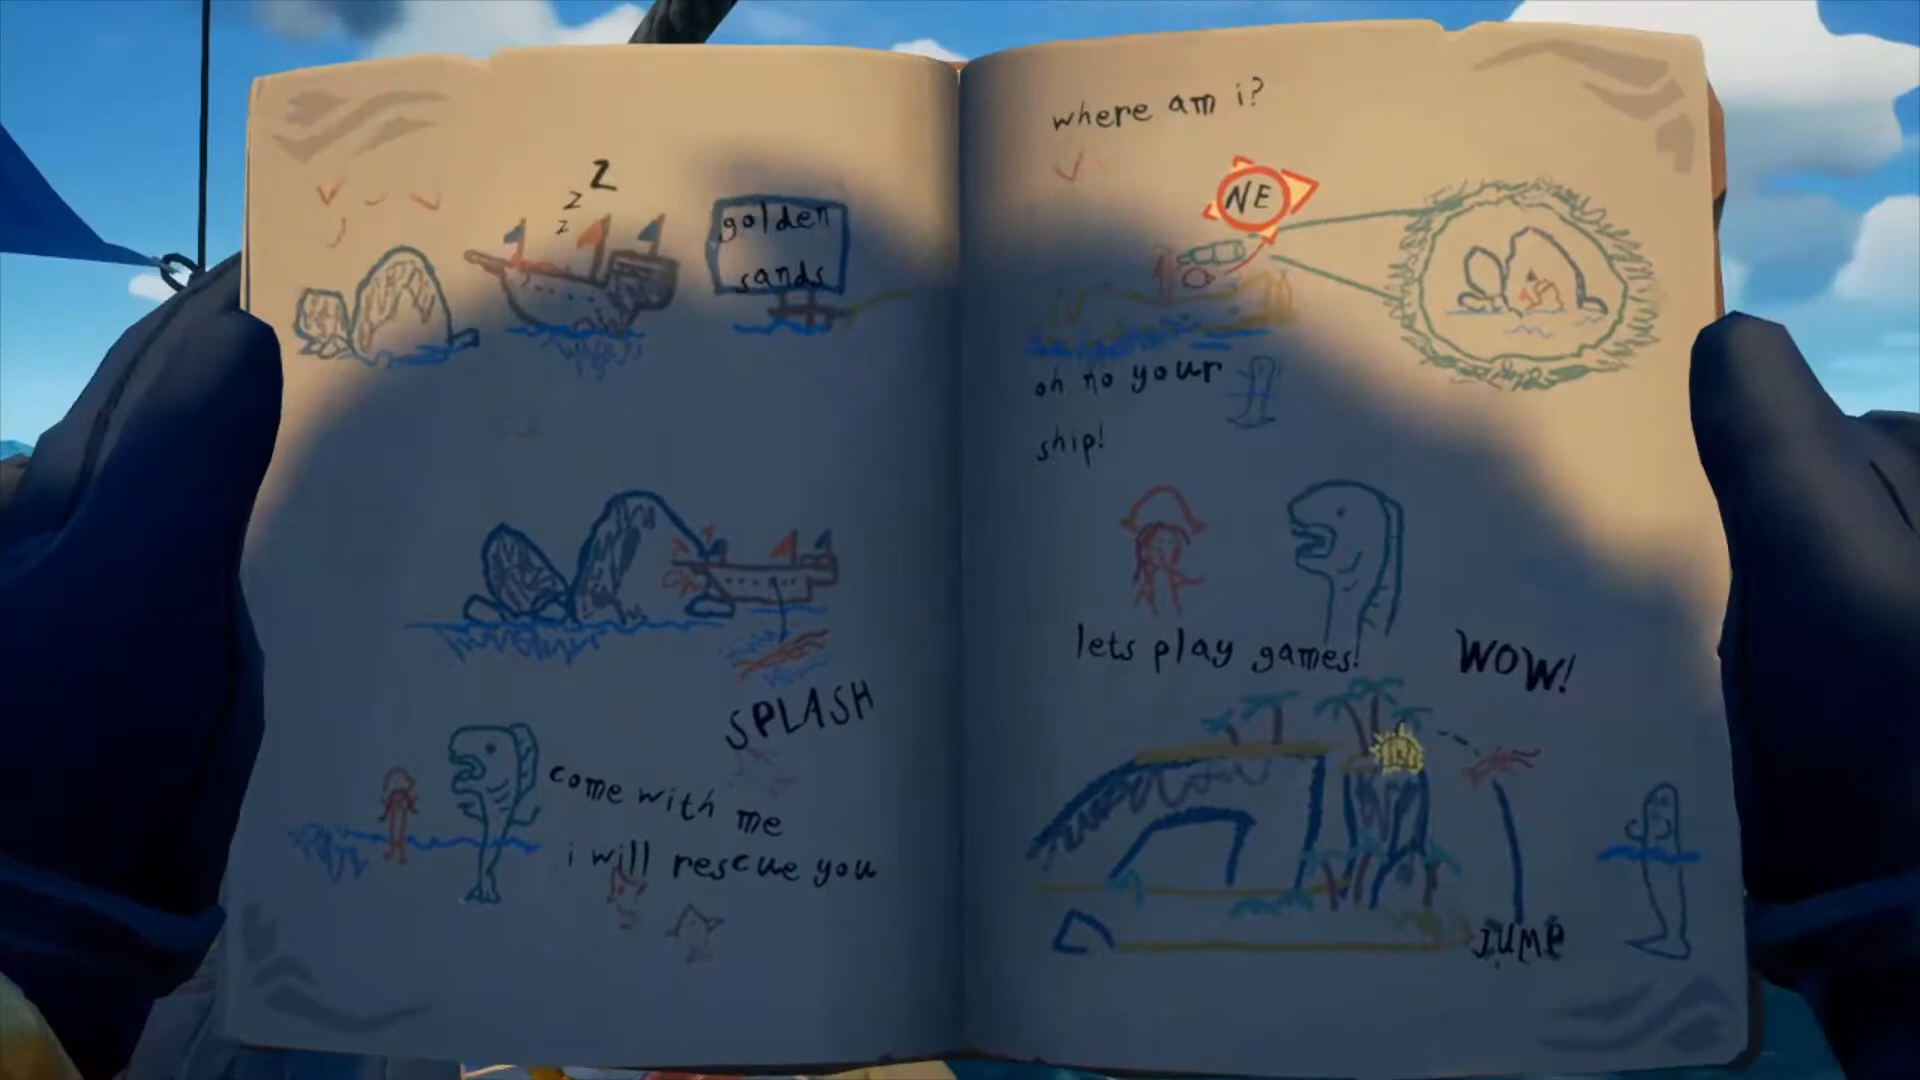 z
z
z
golden
sands
SPLASH
come with me
i will rescue you
where am i?
NE
oh no your
ship!
lets play games!
WOW!
JUMP